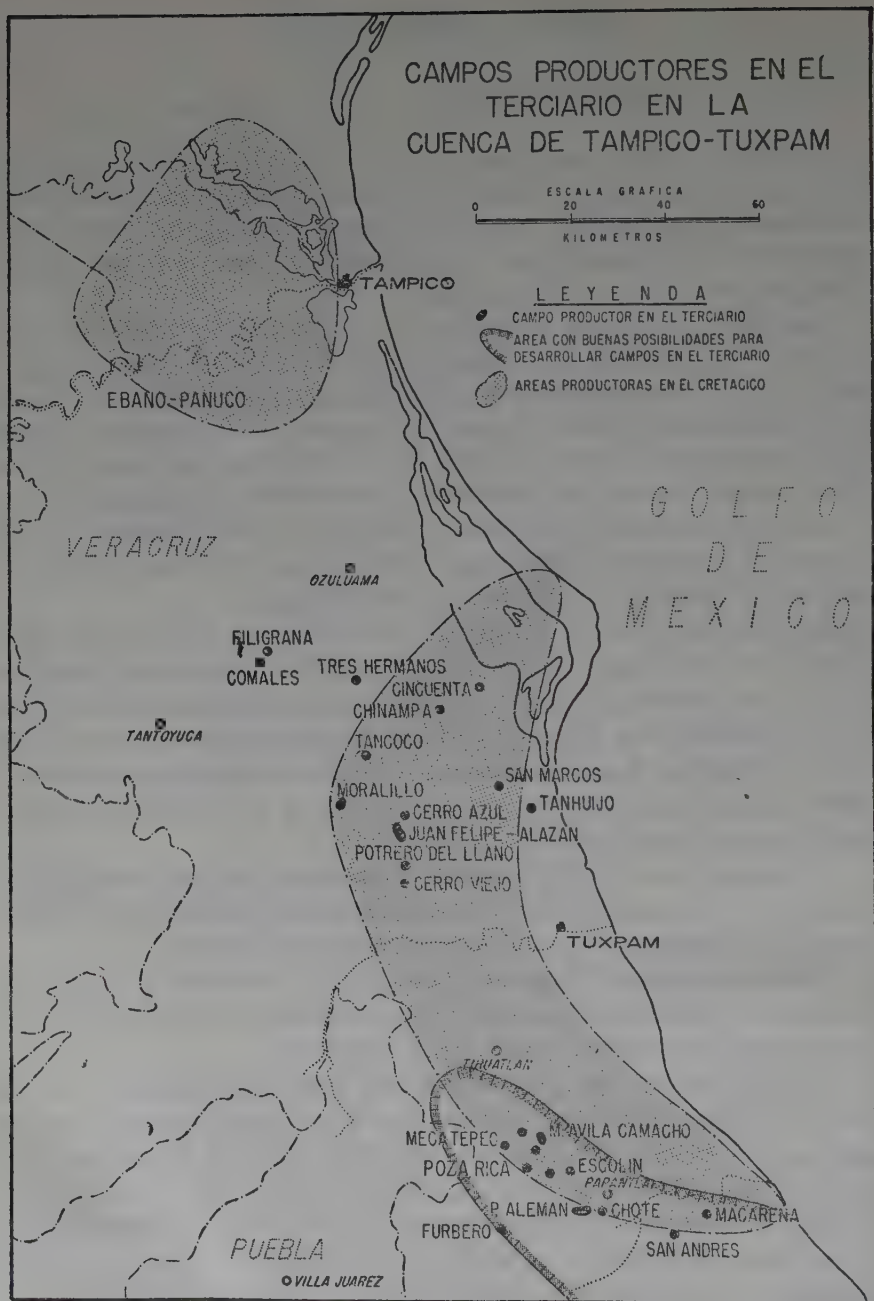 CAMPOS PRODUCTORES EN EL
TERCIARIO EN LA
CUENCA DE TAMPICO-TUXPAM
ESCALA GRAFICA
0 20 40 60
KILOMETROS
LEYENDA
CAMPO PRODUCTOR EN EL TERCIARIO
AREA CON BUENAS POSIBILIDADES PARA
DESARROLLAR CAMPOS EN EL TERCIARIO
AREAS PRODUCTORAS EN EL CRETACICO
TAMPICO
EBANO-PANUCO
GOLFO
DE
MEXICO
VERACRUZ
OZULUAMA
FILIGRANA
COMALES
TRES HERMANOS
CINCUENTA
CHINAMPA
TANTOYUCA
TANCOCO
SAN MARCOS
MORALILLO
TANHUIJO
CERRO AZUL
JUAN FELIPE-ALAZAN
POTRERO DEL LLANO
CERRO VIEJO
TUXPAM
TIHUATLAN
M. AVILA CAMACHO
MECATEPEC
POZA RICA
ESCOLIN
PAPANTLA
P. ALEMAN
CHOTE
MACARENA
FURBERO
SAN ANDRES
PUEBLA
VILLA JUAREZ